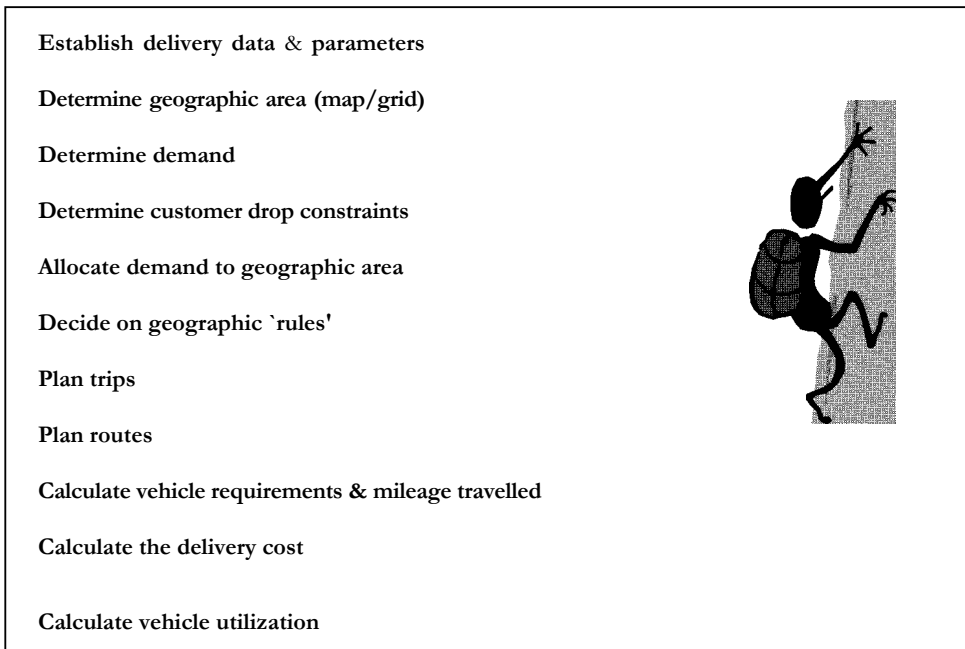 Establish delivery data & parameters
Determine geographic area (map/grid)
Determine demand
Determine customer drop constraints
Allocate demand to geographic area
Decide on geographic `rules'
Plan trips
Plan routes
Calculate vehicle requirements & mileage travelled
Calculate the delivery cost
Calculate vehicle utilization